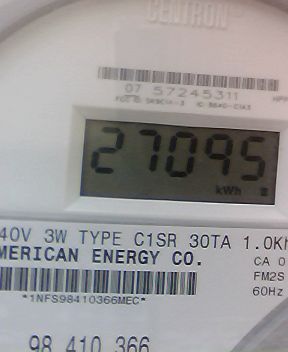 CENTRON
07 57245311
27095
kWh
40V 3W TYPE C1SR 30TA 1.0Kh
MERICAN ENERGY CO.
CA 0
FM2S
60Hz
*1NFS98410366MEC*
98 410 366